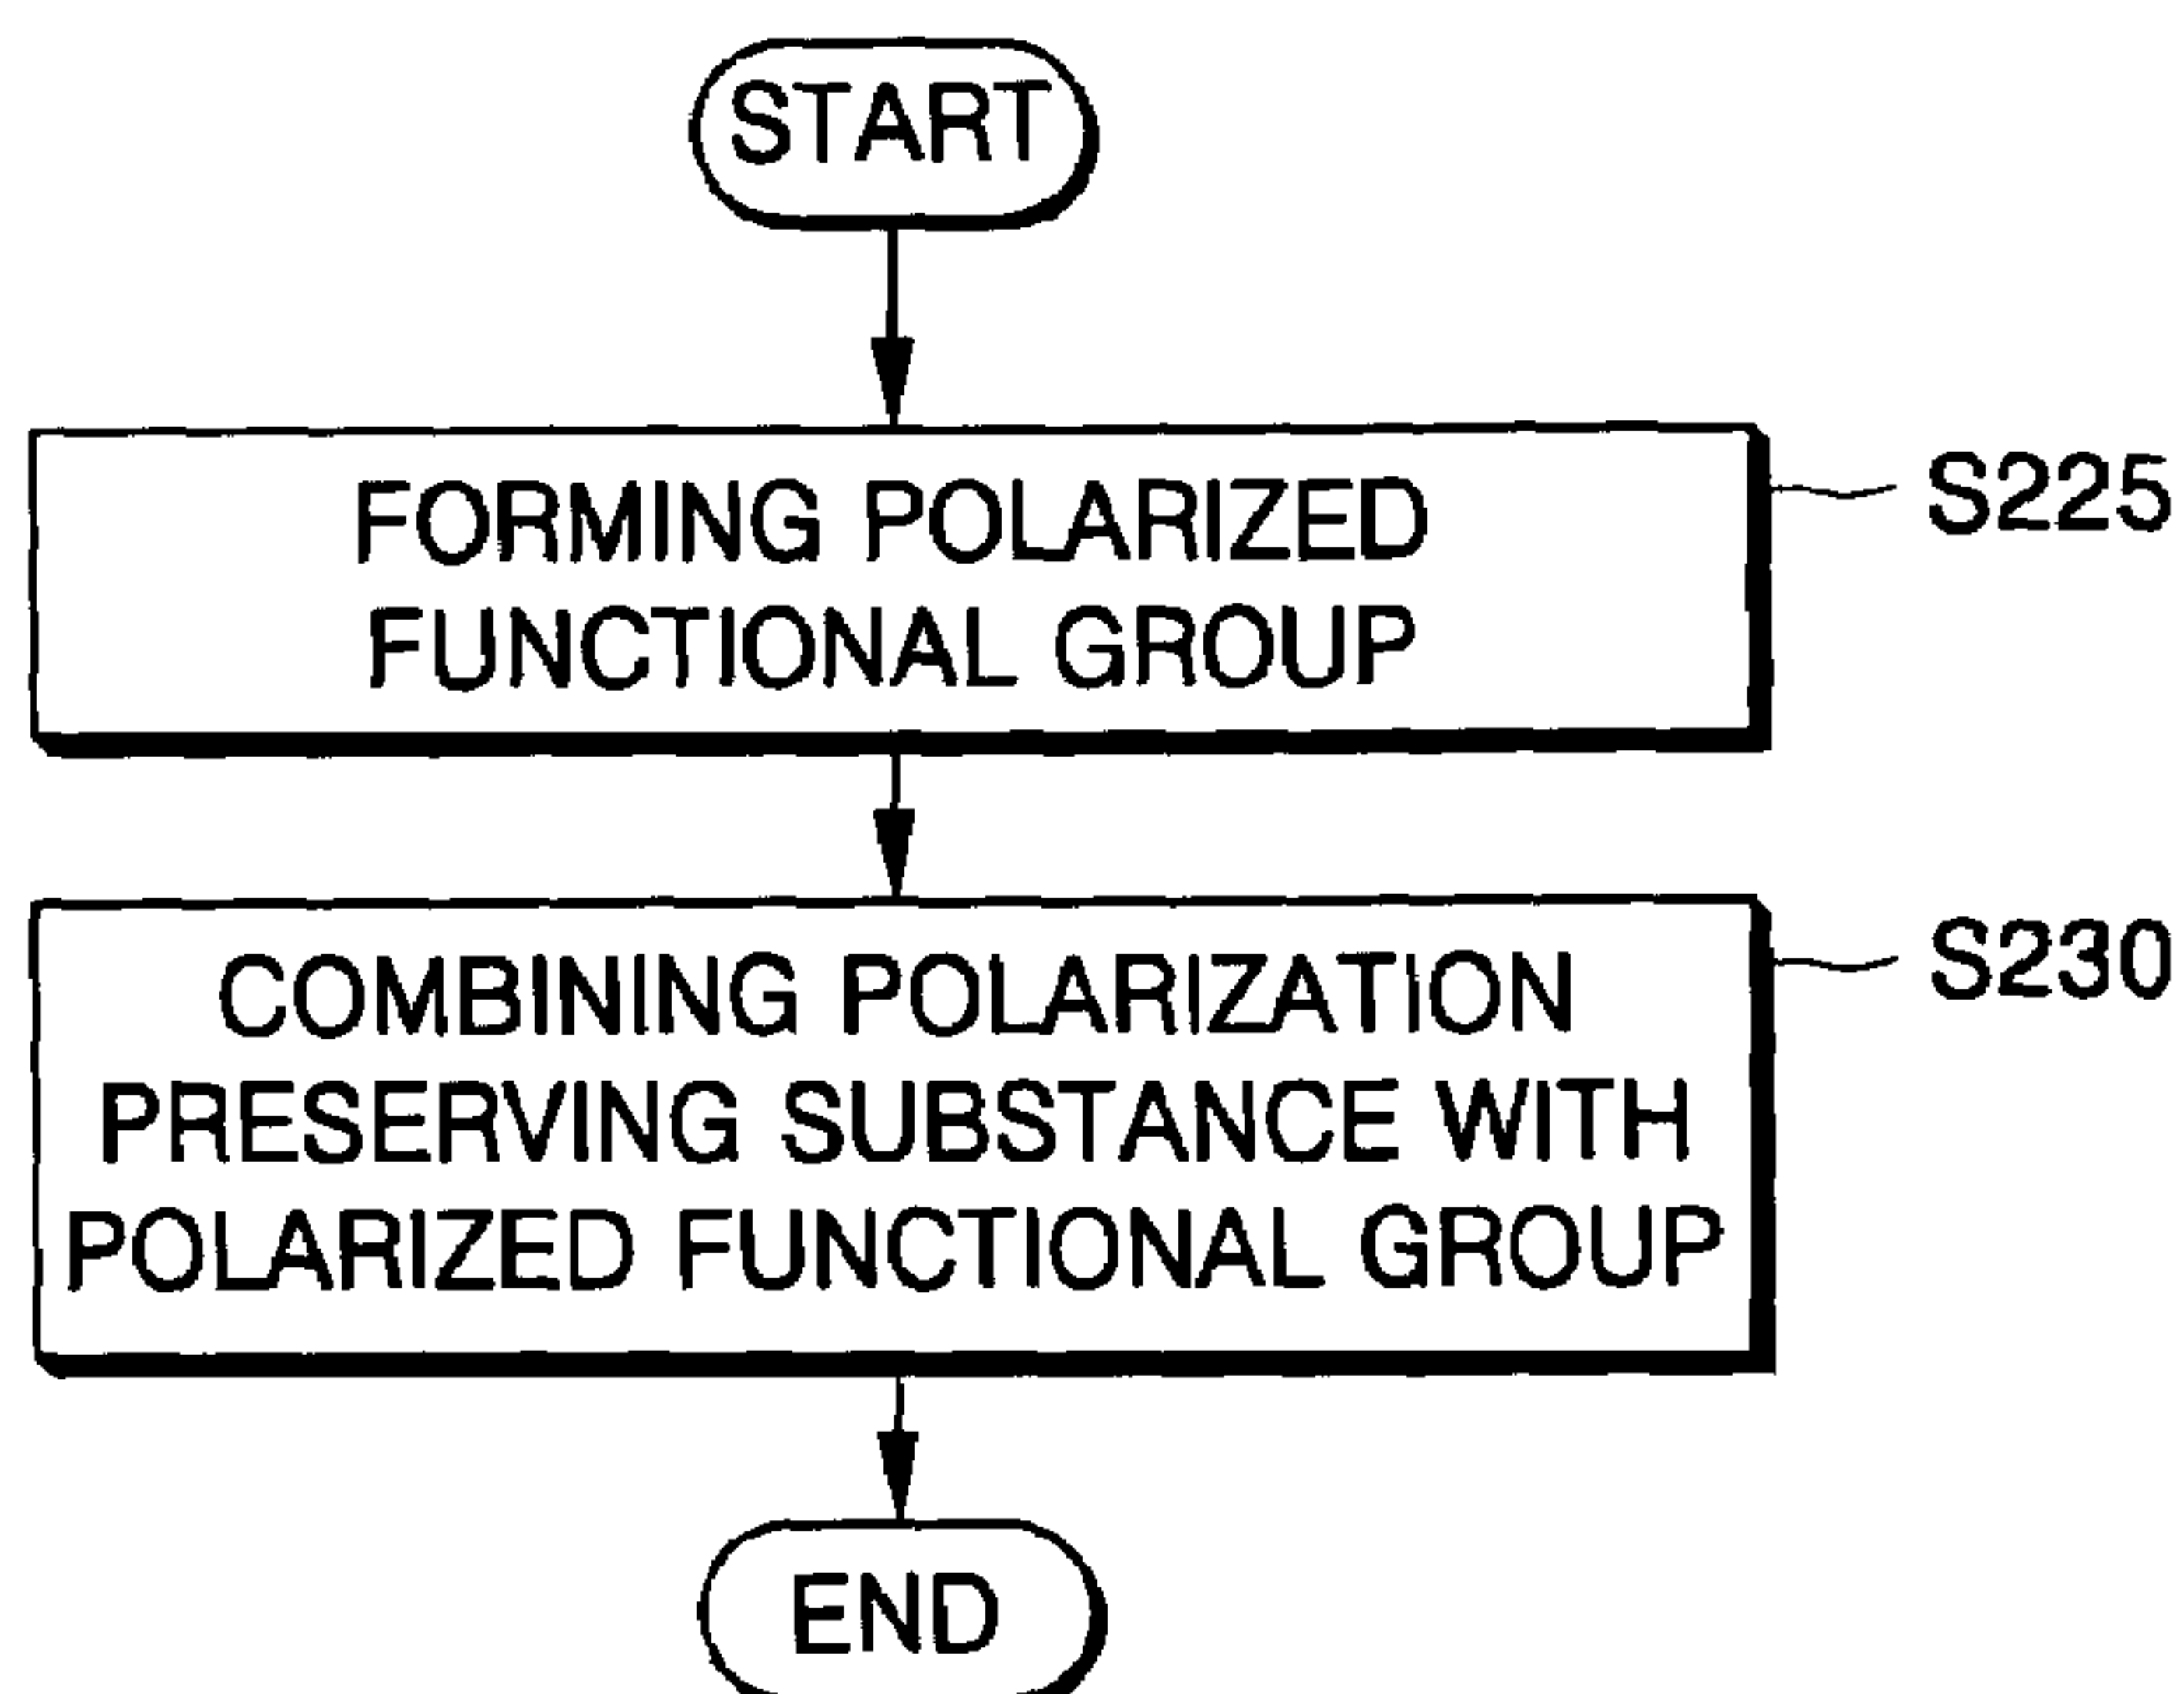 START
FORMING POLARIZED
FUNCTIONAL GROUP
S225
COMBINING POLARIZATION
PRESERVING SUBSTANCE WITH
POLARIZED FUNCTIONAL GROUP
S230
END